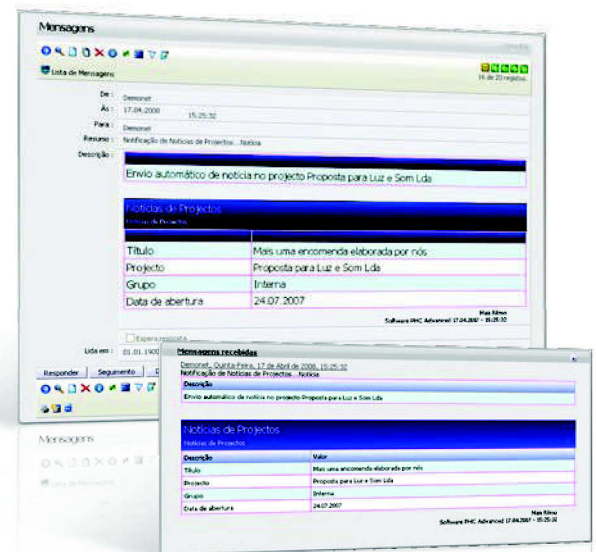 Mensagens
Lista de Mensagens
16 de 20 registos
De : Demonet
Às : 17.04.2008 15:25:32
Para : Demonet
Resumo : Notificação de Notícias de Projectos...Notícia
Descrição :
Envio automático de notícia no projecto Proposta para Luz e Som Lda
Notícias de Projectos
Notícias de Projectos
Título Mais uma encomenda elaborada por nós
Projecto Proposta para Luz e Som Lda
Grupo Interna
Data de abertura 24.07.2007
Mais Ritmo
Software PHC Advanced 17.04.2007 - 15:25:32
Espera resposta
Lida em : 01.01.1900
Responder Seguimento
Mensagens recebidas
Demonet, Quinta-Feira, 17 de Abril de 2008, 15:25:32
Notificação de Notícias de Projectos...Notícia
Descrição
Envio automático de notícia no projecto Proposta para Luz e Som Lda
Notícias de Projectos
Notícias de Projectos
Descrição Valor
Título Mais uma encomenda elaborada por nós
Projecto Proposta para Luz e Som Lda
Grupo Interna
Data de abertura 24.07.2007
Mais Ritmo
Software PHC Advanced 17.04.2007 - 15:25:32
Mensagens
Lista de Mensagens